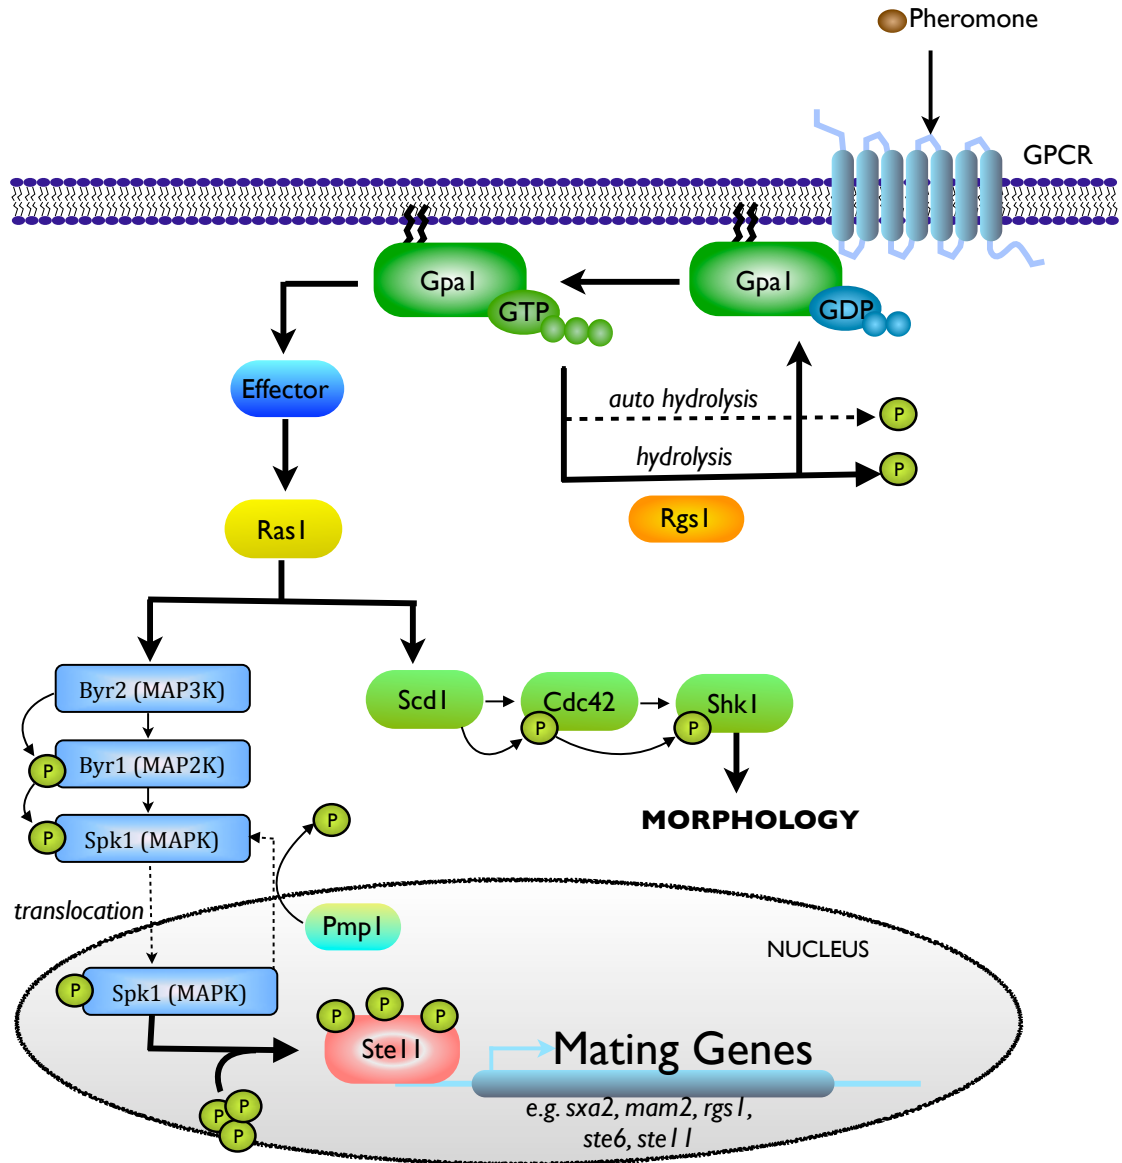 Pheromone
GPCR
Gpa1
GTP
Gpa1
GDP
Effector
auto hydrolysis
P
hydrolysis
P
Rgs1
Ras1
Byr2 (MAP3K)
Scd1
Cdc42
P
Shk1
P
Byr1 (MAP2K)
P
MORPHOLOGY
Spk1 (MAPK)
P
P
translocation
Pmp1
NUCLEUS
Spk1 (MAPK)
P
P
P
P
Ste11
Mating Genes
e.g. sxa2, mam2, rgs1,
ste6, ste11
P
P
P